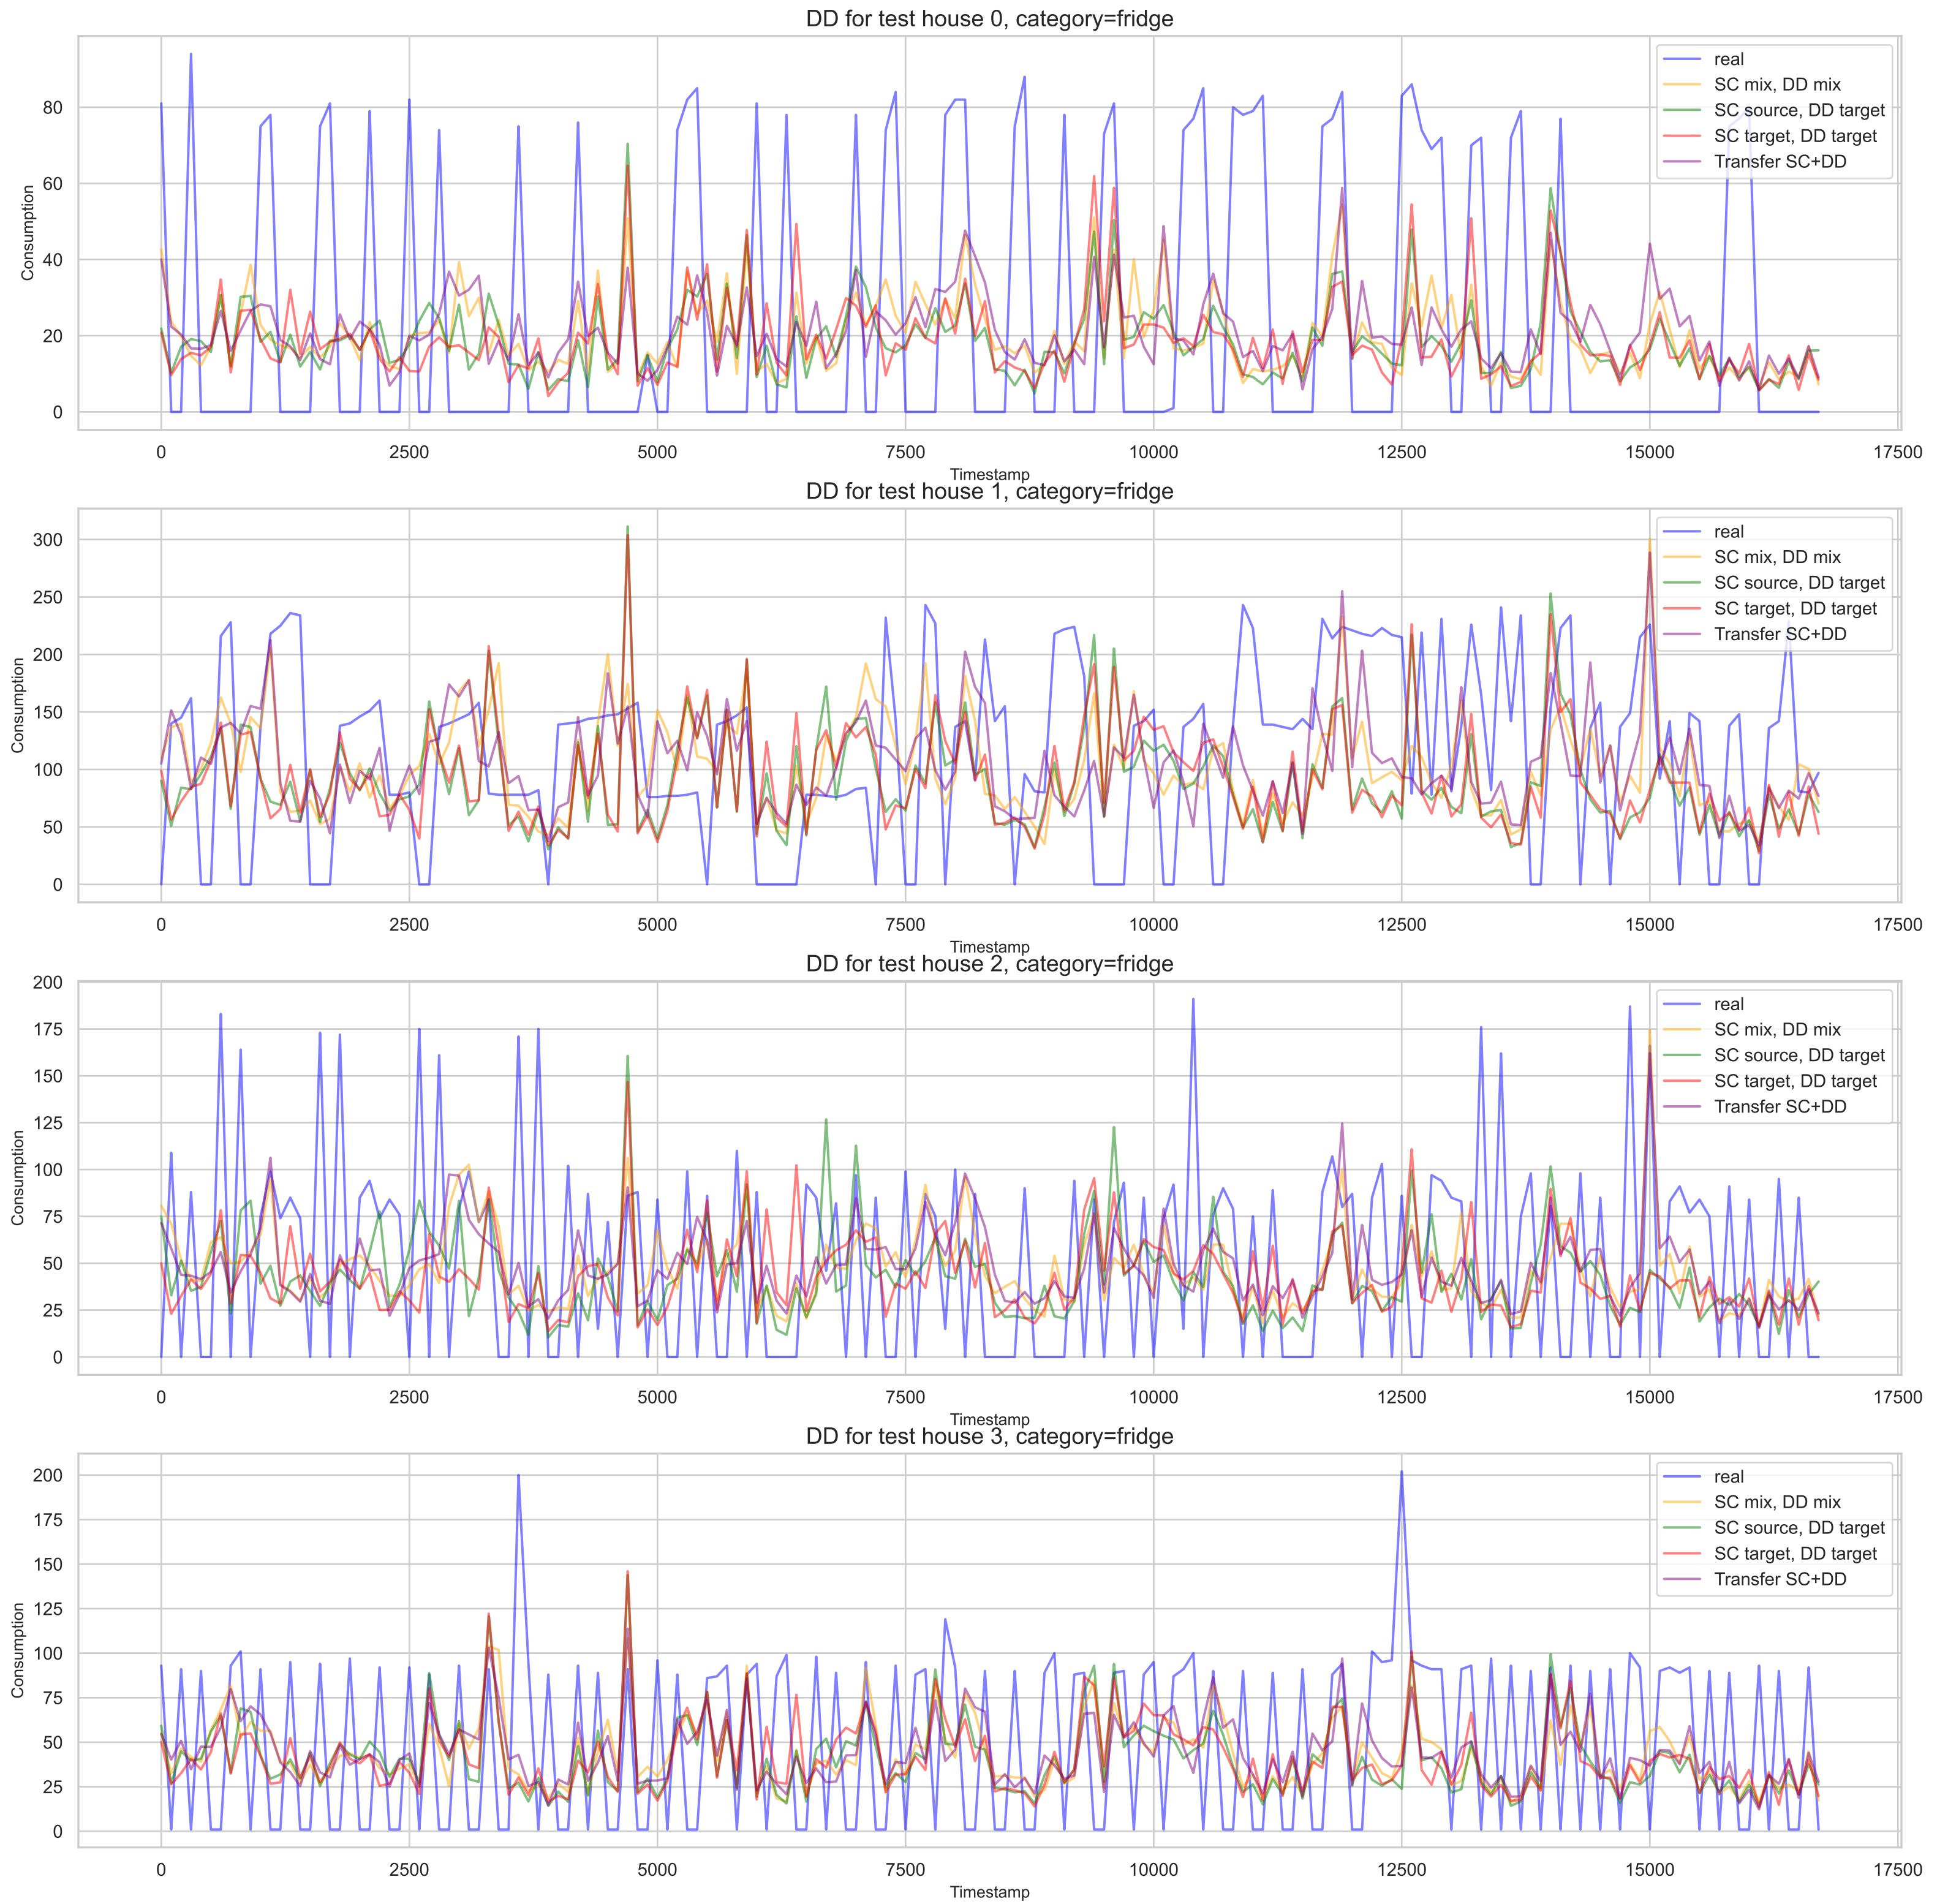 DD for test house 0, category=fridge
Consumption
80
60
40
20
0
real
SC mix, DD mix
SC source, DD target
SC target, DD target
Transfer SC+DD
0 2500 5000 7500 10000 12500 15000 17500
Timestamp
DD for test house 1, category=fridge
Consumption
300
250
200
150
100
50
0
real
SC mix, DD mix
SC source, DD target
SC target, DD target
Transfer SC+DD
0 2500 5000 7500 10000 12500 15000 17500
Timestamp
DD for test house 2, category=fridge
Consumption
200
175
150
125
100
75
50
25
0
real
SC mix, DD mix
SC source, DD target
SC target, DD target
Transfer SC+DD
0 2500 5000 7500 10000 12500 15000 17500
Timestamp
DD for test house 3, category=fridge
Consumption
200
175
150
125
100
75
50
25
0
real
SC mix, DD mix
SC source, DD target
SC target, DD target
Transfer SC+DD
0 2500 5000 7500 10000 12500 15000 17500
Timestamp